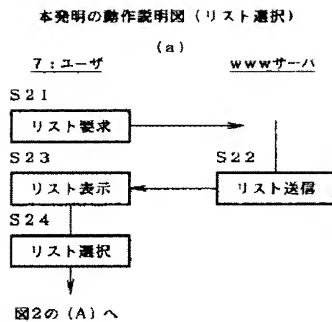 本発明の動作説明図（リスト選択）
(a)
7：ユーザ
WWWサーバ
S21
リスト要求
S23
S22
リスト表示
リスト送信
S24
リスト選択
図2の（A）へ